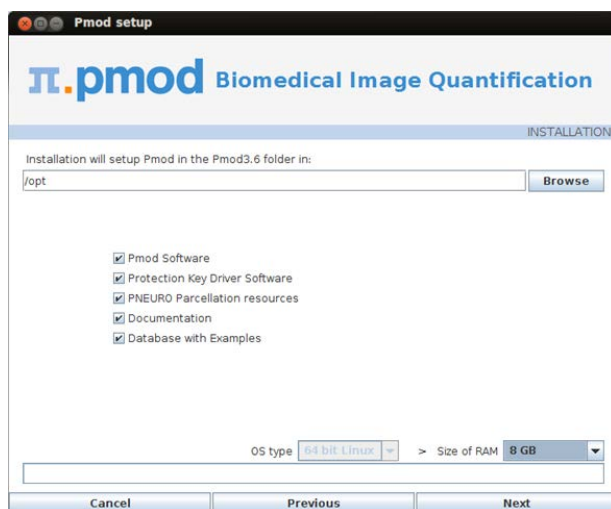 Pmod setup
π.pmod Biomedical Image Quantification
INSTALLATION
Installation will setup Pmod in the Pmod3.6 folder in:
/opt
Browse
Pmod Software
Protection Key Driver Software
PNEURO Parcellation resources
Documentation
Database with Examples
OS type 64 bit Linux > Size of RAM 8 GB
Cancel Previous Next